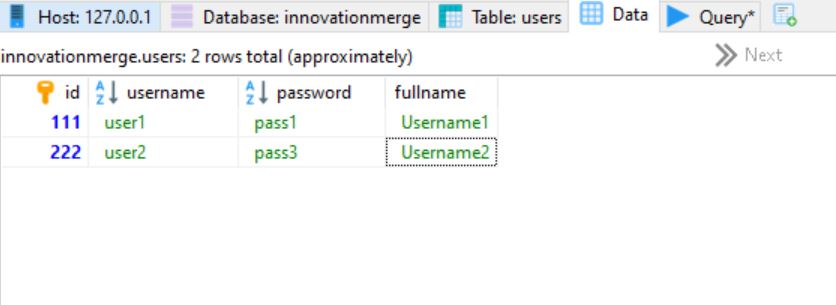 Host: 127.0.0.1 Database: innovationmerge Table: users Data Query*
innovationmerge.users: 2 rows total (approximately) Next
id username password fullname
111 user1 pass1 Username1
222 user2 pass3 Username2